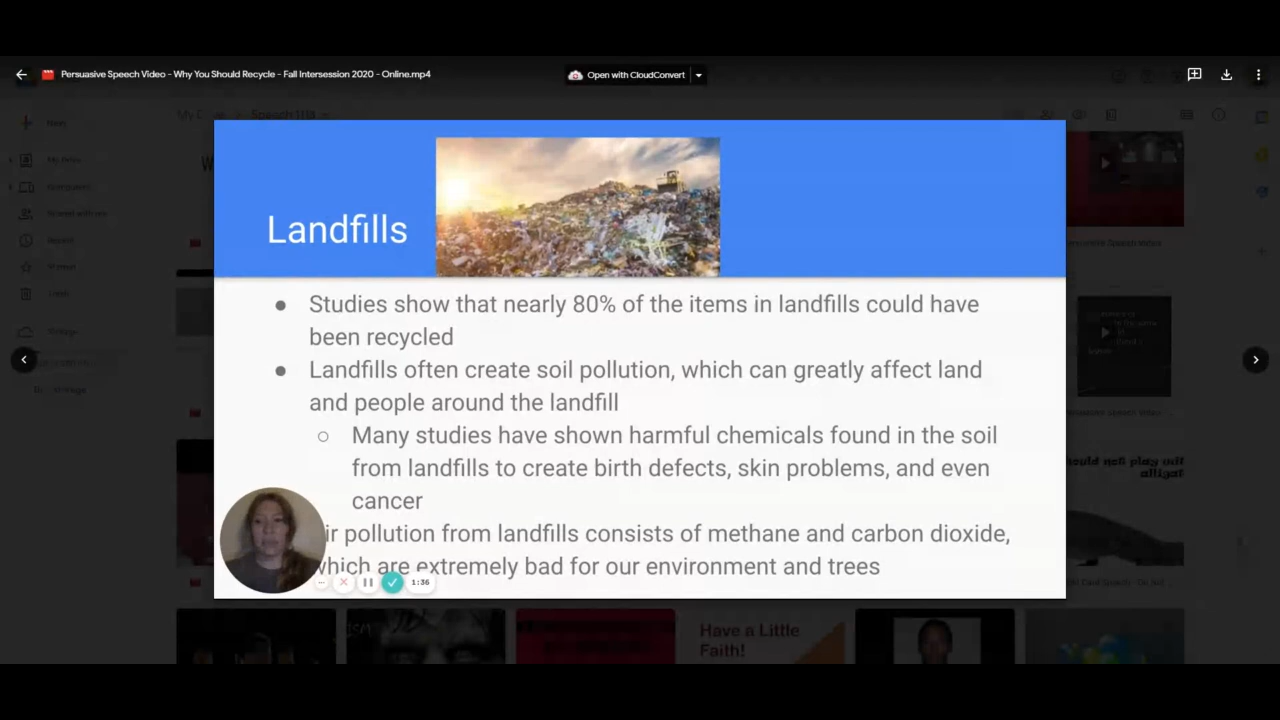 Persuasive Speech Video - Why You Should Recycle - Fall Intersession 2020 - Online.mp4
Open with CloudConvert
Landfills
Studies show that nearly 80% of the items in landfills could have
been recycled
Landfills often create soil pollution, which can greatly affect land
and people around the landfill
Many studies have shown harmful chemicals found in the soil
from landfills to create birth defects, skin problems, and even
cancer
ir pollution from landfills consists of methane and carbon dioxide,
which are extremely bad for our environment and trees
1:36
Have a Little
Faith!